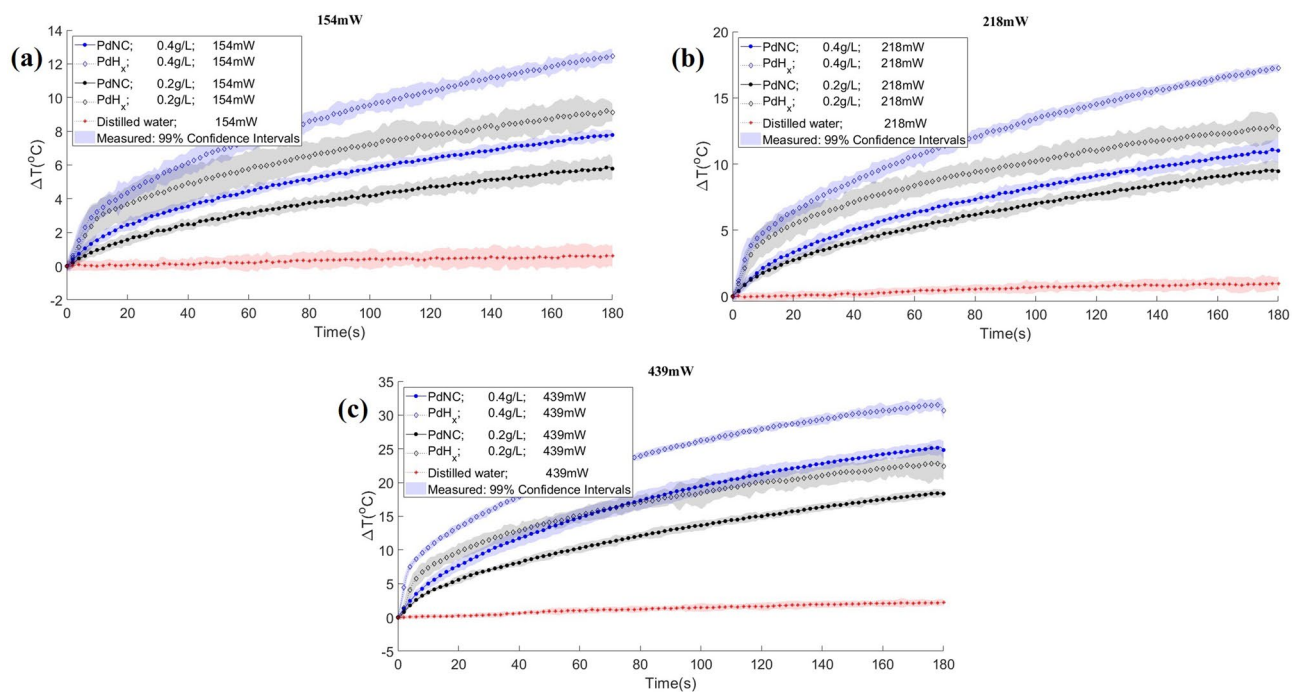 154mW
(a)
PdNC; 0.4g/L; 154mW
PdHx; 0.4g/L; 154mW
PdNC; 0.2g/L; 154mW
PdHx; 0.2g/L; 154mW
Distilled water; 154mW
Measured: 99% Confidence Intervals
14
12
10
8
6
4
2
0
-2
ΔT(°C)
0 20 40 60 80 100 120 140 160 180
Time(s)
218mW
(b)
PdNC; 0.4g/L; 218mW
PdHx; 0.4g/L; 218mW
PdNC; 0.2g/L; 218mW
PdHx; 0.2g/L; 218mW
Distilled water; 218mW
Measured: 99% Confidence Intervals
20
15
10
5
0
ΔT(°C)
0 20 40 60 80 100 120 140 160 180
Time(s)
439mW
(c)
PdNC; 0.4g/L; 439mW
PdHx; 0.4g/L; 439mW
PdNC; 0.2g/L; 439mW
PdHx; 0.2g/L; 439mW
Distilled water; 439mW
Measured: 99% Confidence Intervals
35
30
25
20
15
10
5
0
-5
ΔT(°C)
0 20 40 60 80 100 120 140 160 180
Time(s)